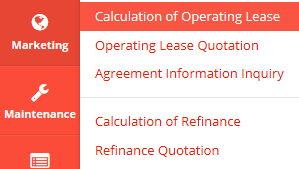 Marketing
Maintenance
Calculation of Operating Lease
Operating Lease Quotation
Agreement Information Inquiry
Calculation of Refinance
Refinance Quotation